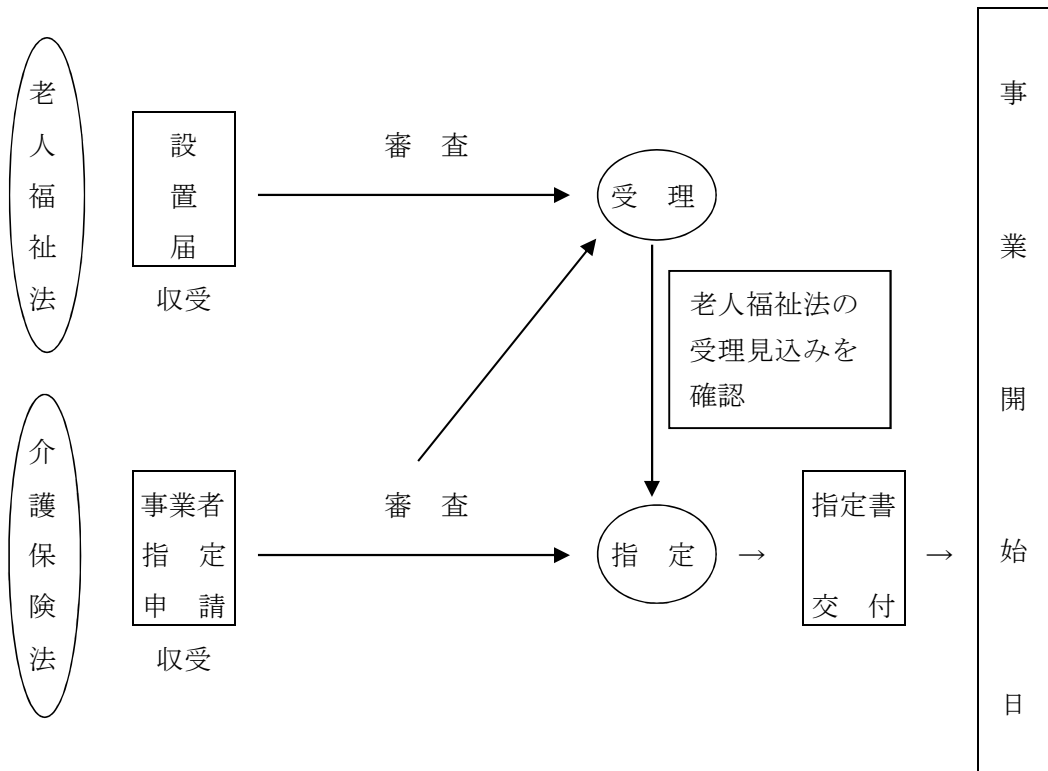 老人福祉法
設置届
収受
審　査
受　理
老人福祉法の
受理見込みを
確認
介護保険法
事業者
指　定
申　請
収受
審　査
指　定
→
指定書
交　付
→
事業開始日